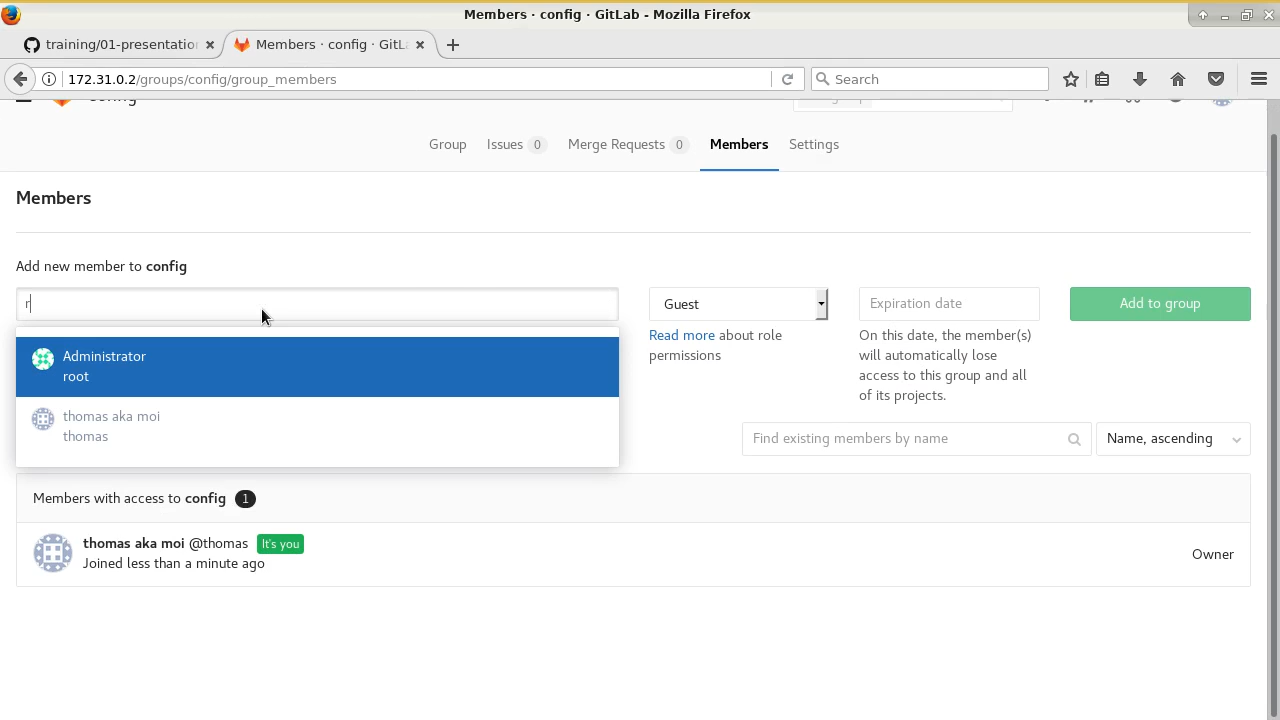 Members · config · GitLab - Mozilla Firefox
training/01-presentation
Members · config · GitLa
172.31.0.2/groups/config/group_members
Search
config
Group
Issues 0
Merge Requests 0
Members
Settings
Members
Add new member to config
r
Guest
Expiration date
Add to group
Read more about role
permissions
On this date, the member(s)
will automatically lose
access to this group and all
of its projects.
Administrator
root
thomas aka moi
thomas
Find existing members by name
Name, ascending
Members with access to config 1
thomas aka moi @thomas It's you
Joined less than a minute ago
Owner